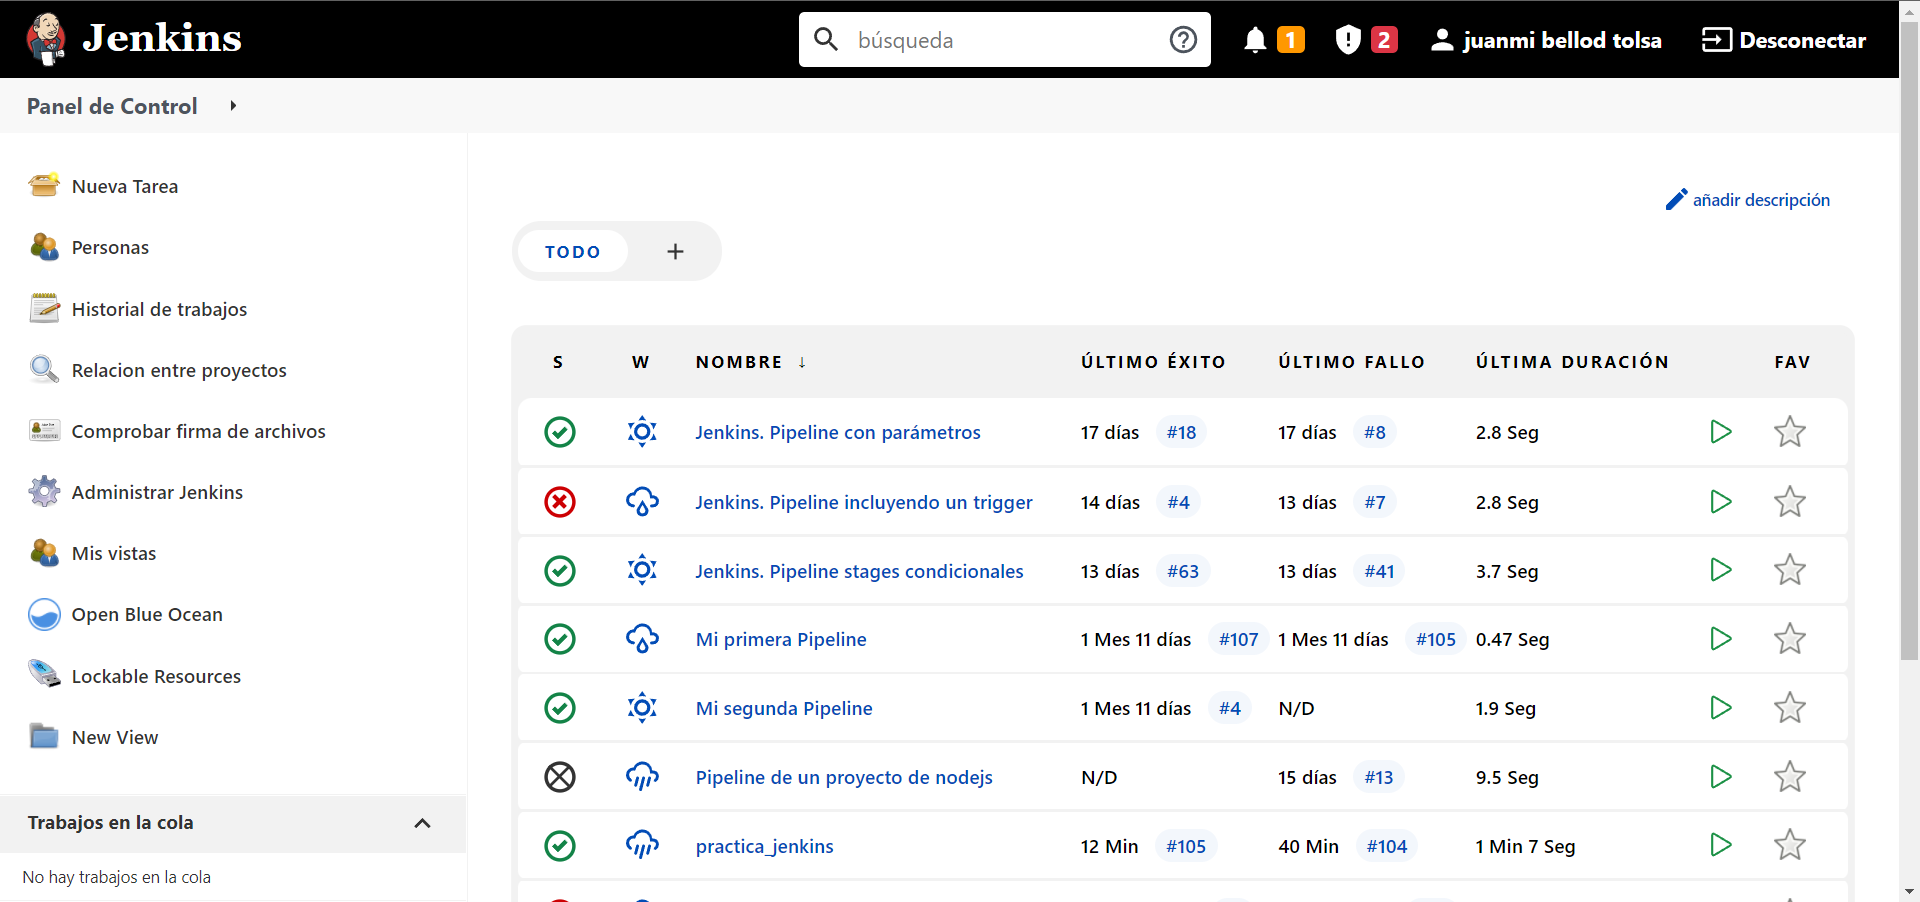 Jenkins
búsqueda
1
2
juanmi bellod tolsa
Desconectar
Panel de Control
Nueva Tarea
Personas
Historial de trabajos
Relacion entre proyectos
Comprobar firma de archivos
Administrar Jenkins
Mis vistas
Open Blue Ocean
Lockable Resources
New View
Trabajos en la cola
No hay trabajos en la cola
añadir descripción
TODO +
S W NOMBRE ↓ ÚLTIMO ÉXITO ÚLTIMO FALLO ÚLTIMA DURACIÓN FAV
Jenkins. Pipeline con parámetros 17 días #18 17 días #8 2.8 Seg
Jenkins. Pipeline incluyendo un trigger 14 días #4 13 días #7 2.8 Seg
Jenkins. Pipeline stages condicionales 13 días #63 13 días #41 3.7 Seg
Mi primera Pipeline 1 Mes 11 días #107 1 Mes 11 días #105 0.47 Seg
Mi segunda Pipeline 1 Mes 11 días #4 N/D 1.9 Seg
Pipeline de un proyecto de nodejs N/D 15 días #13 9.5 Seg
practica_jenkins 12 Min #105 40 Min #104 1 Min 7 Seg